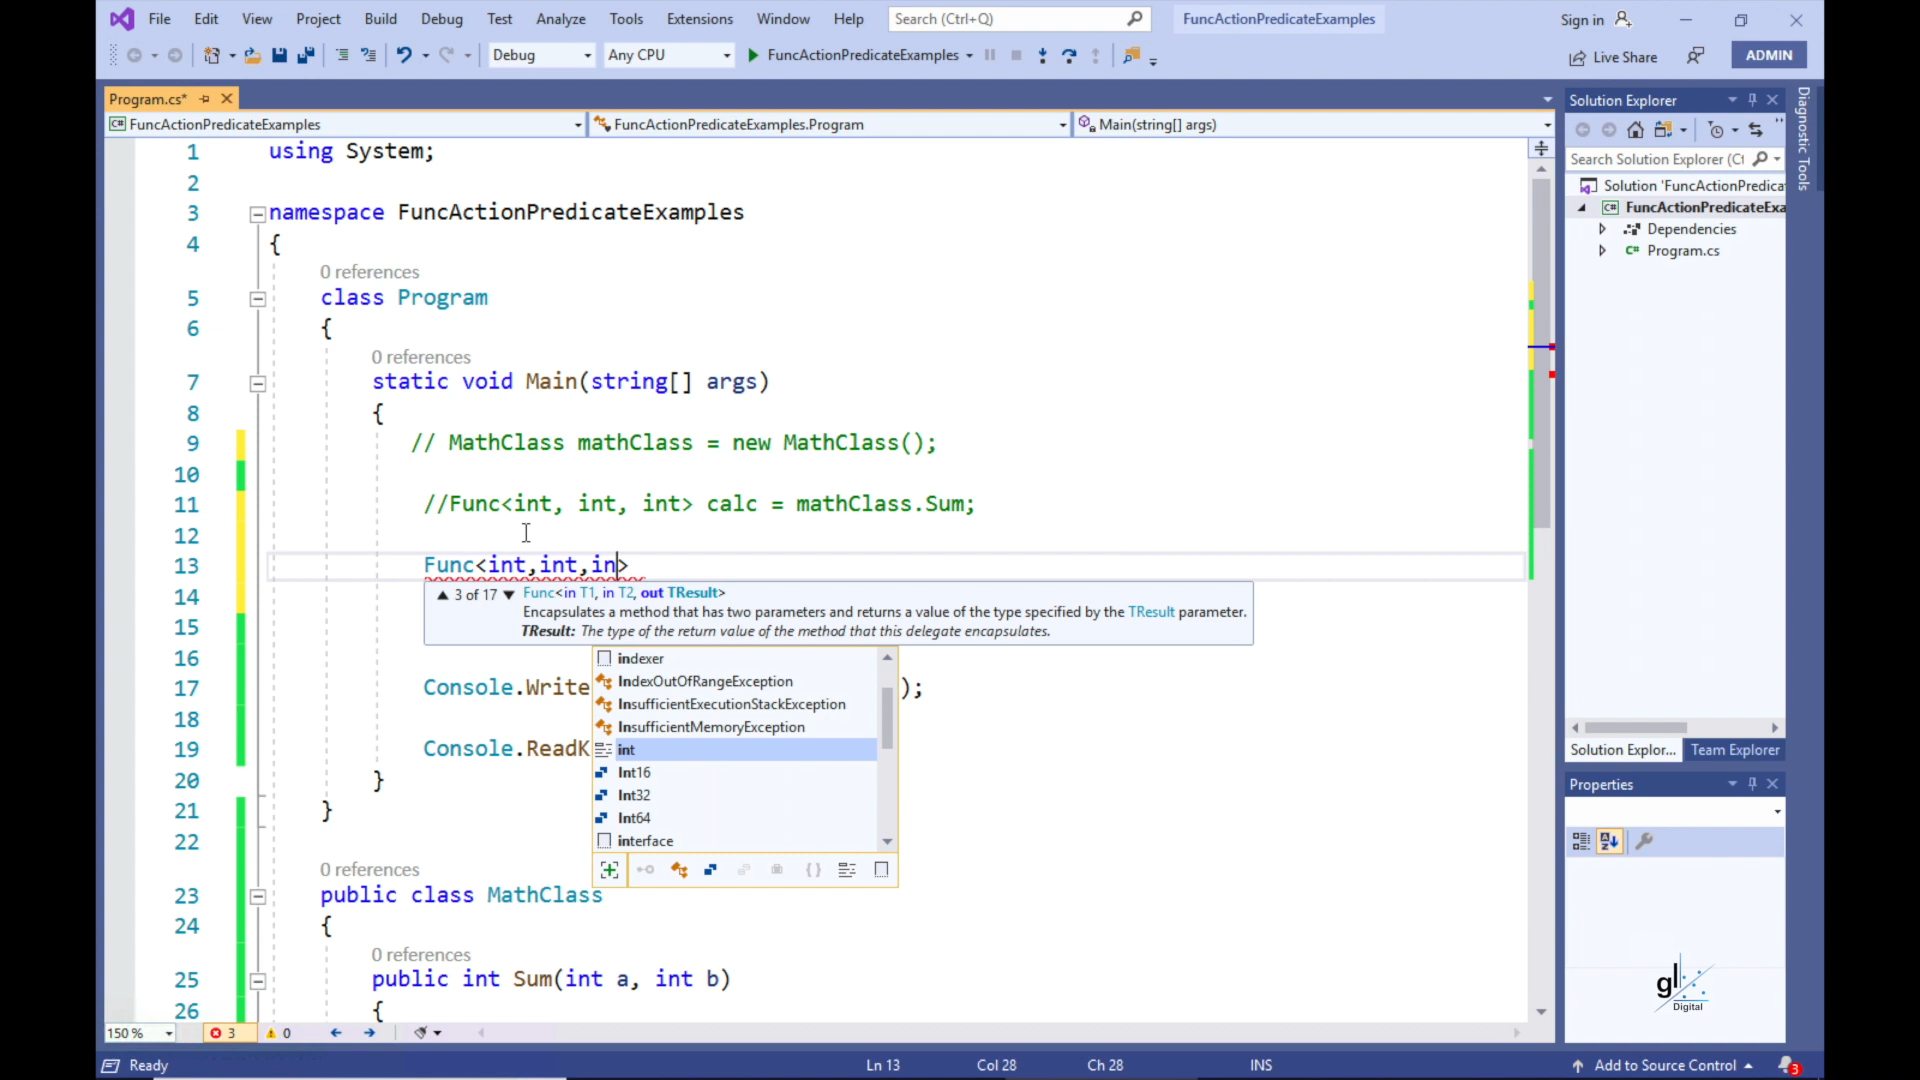 File Edit View Project Build Debug Test Analyze Tools Extensions Window Help Search (Ctrl+Q) FuncActionPredicateExamples Sign in
Debug Any CPU FuncActionPredicateExamples Live Share ADMIN
Program.cs*
FuncActionPredicateExamples FuncActionPredicateExamples.Program Main(string[] args)
1 using System;
2
3 namespace FuncActionPredicateExamples
4 {
0 references
5 class Program
6 {
0 references
7 static void Main(string[] args)
8 {
9 // MathClass mathClass = new MathClass();
10
11 //Func<int, int, int> calc = mathClass.Sum;
12
13 Func<int,int,in>
14 3 of 17 Func<in T1, in T2, out TResult>
Encapsulates a method that has two parameters and returns a value of the type specified by the TResult parameter.
15 TResult: The type of the return value of the method that this delegate encapsulates.
16 indexer
IndexOutOfRangeException
17 Console.Write );
InsufficientExecutionStackException
18 InsufficientMemoryException
19 Console.ReadK int
Int16
20 }
Int32
21 }
Int64
22 interface
0 references
23 public class MathClass
24 {
0 references
25 public int Sum(int a, int b)
26 {
150 % 3 0
Ready Ln 13 Col 28 Ch 28 INS Add to Source Control 3
Solution Explorer
Search Solution Explorer (Ct
Solution 'FuncActionPredica
FuncActionPredicateExa
Dependencies
C# Program.cs
Solution Explor... Team Explorer
Properties
gl
Digital
Diagnostic Tools